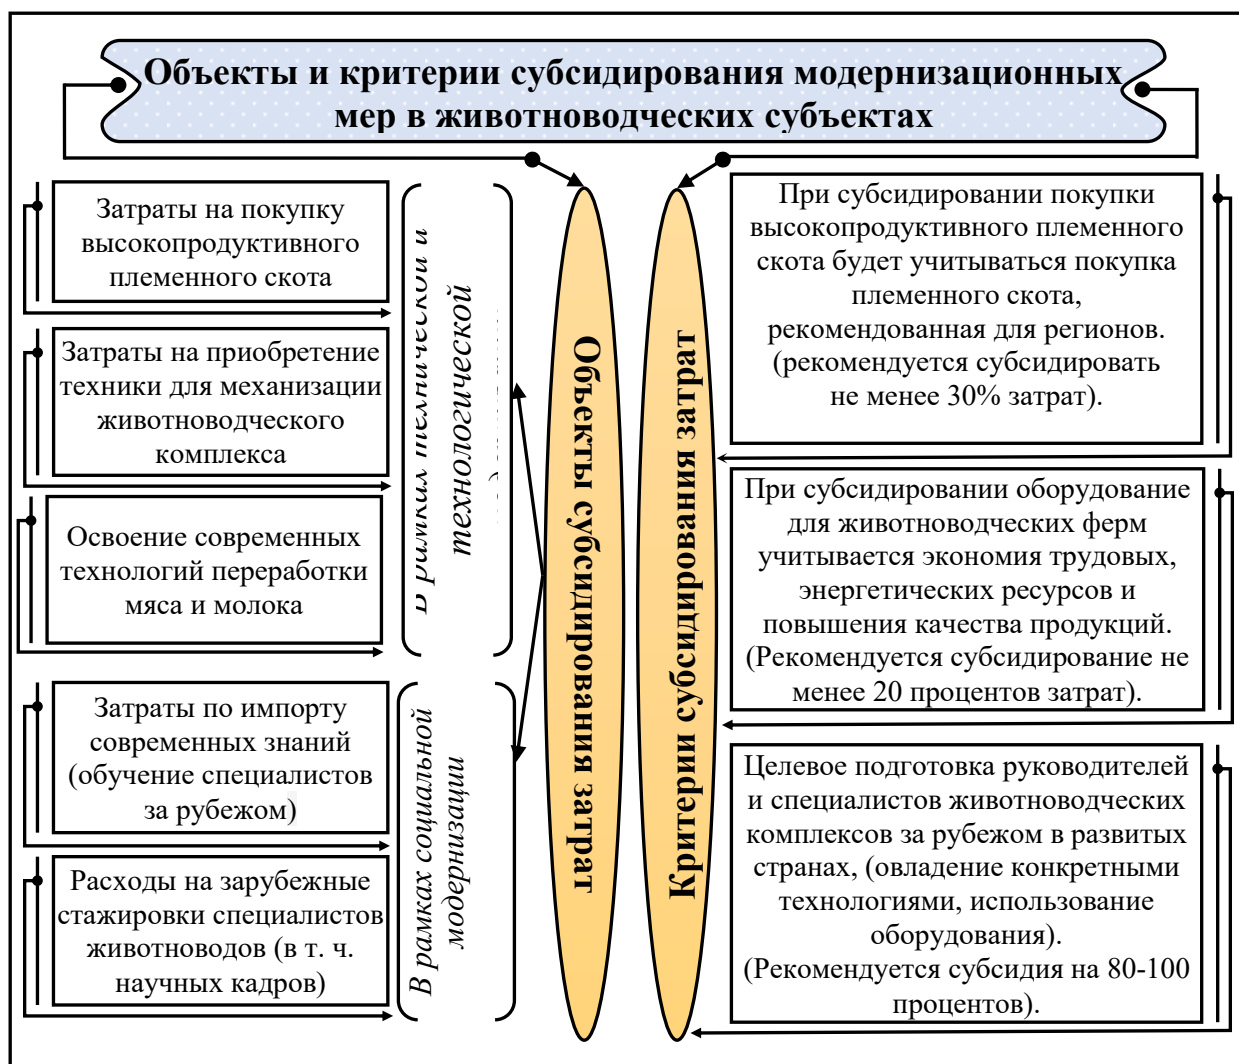 Объекты и критерии субсидирования модернизационных
мер в животноводческих субъектах
Затраты на покупку
высокопродуктивного
племенного скота
Затраты на приобретение
техники для механизации
животноводческого
комплекса
Освоение современных
технологий переработки
мяса и молока
Затраты по импорту
современных знаний
(обучение специалистов
за рубежом)
Расходы на зарубежные
стажировки специалистов
животноводов (в т. ч.
научных кадров)
В рамких технической и
технологической
В рамках социальной
модернизации
Объекты субсидирования затрат
Критерии субсидирования затрат
При субсидировании покупки
высокопродуктивного племенного
скота будет учитываться покупка
племенного скота,
рекомендованная для регионов.
(рекомендуется субсидировать
не менее 30% затрат).
При субсидировании оборудование
для животноводческих ферм
учитывается экономия трудовых,
энергетических ресурсов и
повышения качества продукций.
(Рекомендуется субсидирование не
менее 20 процентов затрат).
Целевое подготовка руководителей
и специалистов животноводческих
комплексов за рубежом в развитых
странах, (овладение конкретными
технологиями, использование
оборудования).
(Рекомендуется субсидия на 80-100
процентов).